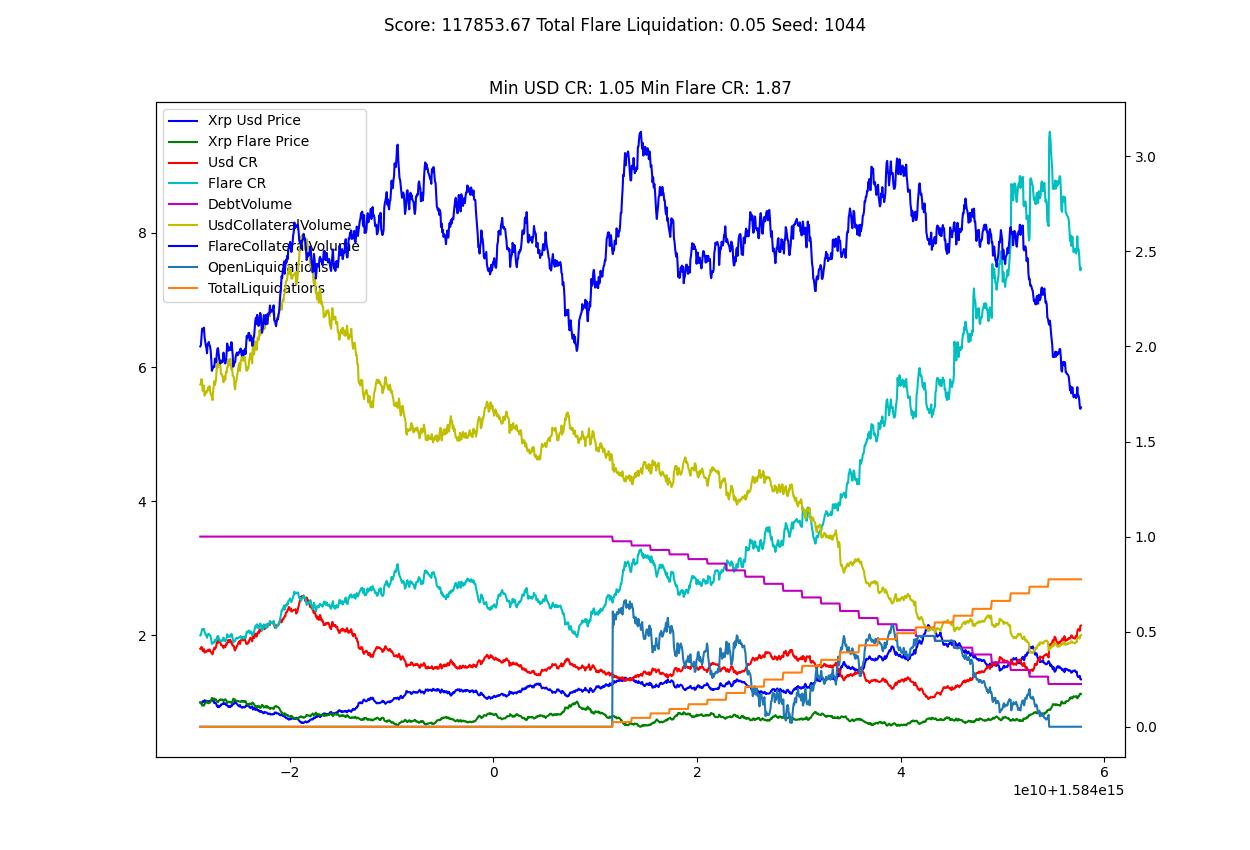 Score: 117853.67 Total Flare Liquidation: 0.05 Seed: 1044
Min USD CR: 1.05 Min Flare CR: 1.87
Xrp Usd Price
Xrp Flare Price
Usd CR
Flare CR
DebtVolume
UsdCollateralVolume
FlareCollateralVolume
OpenLiquidations
TotalLiquidations
8
6
4
2
3.0
2.5
2.0
1.5
1.0
0.5
0.0
−2
0
2
4
6
1e10+1.584e15